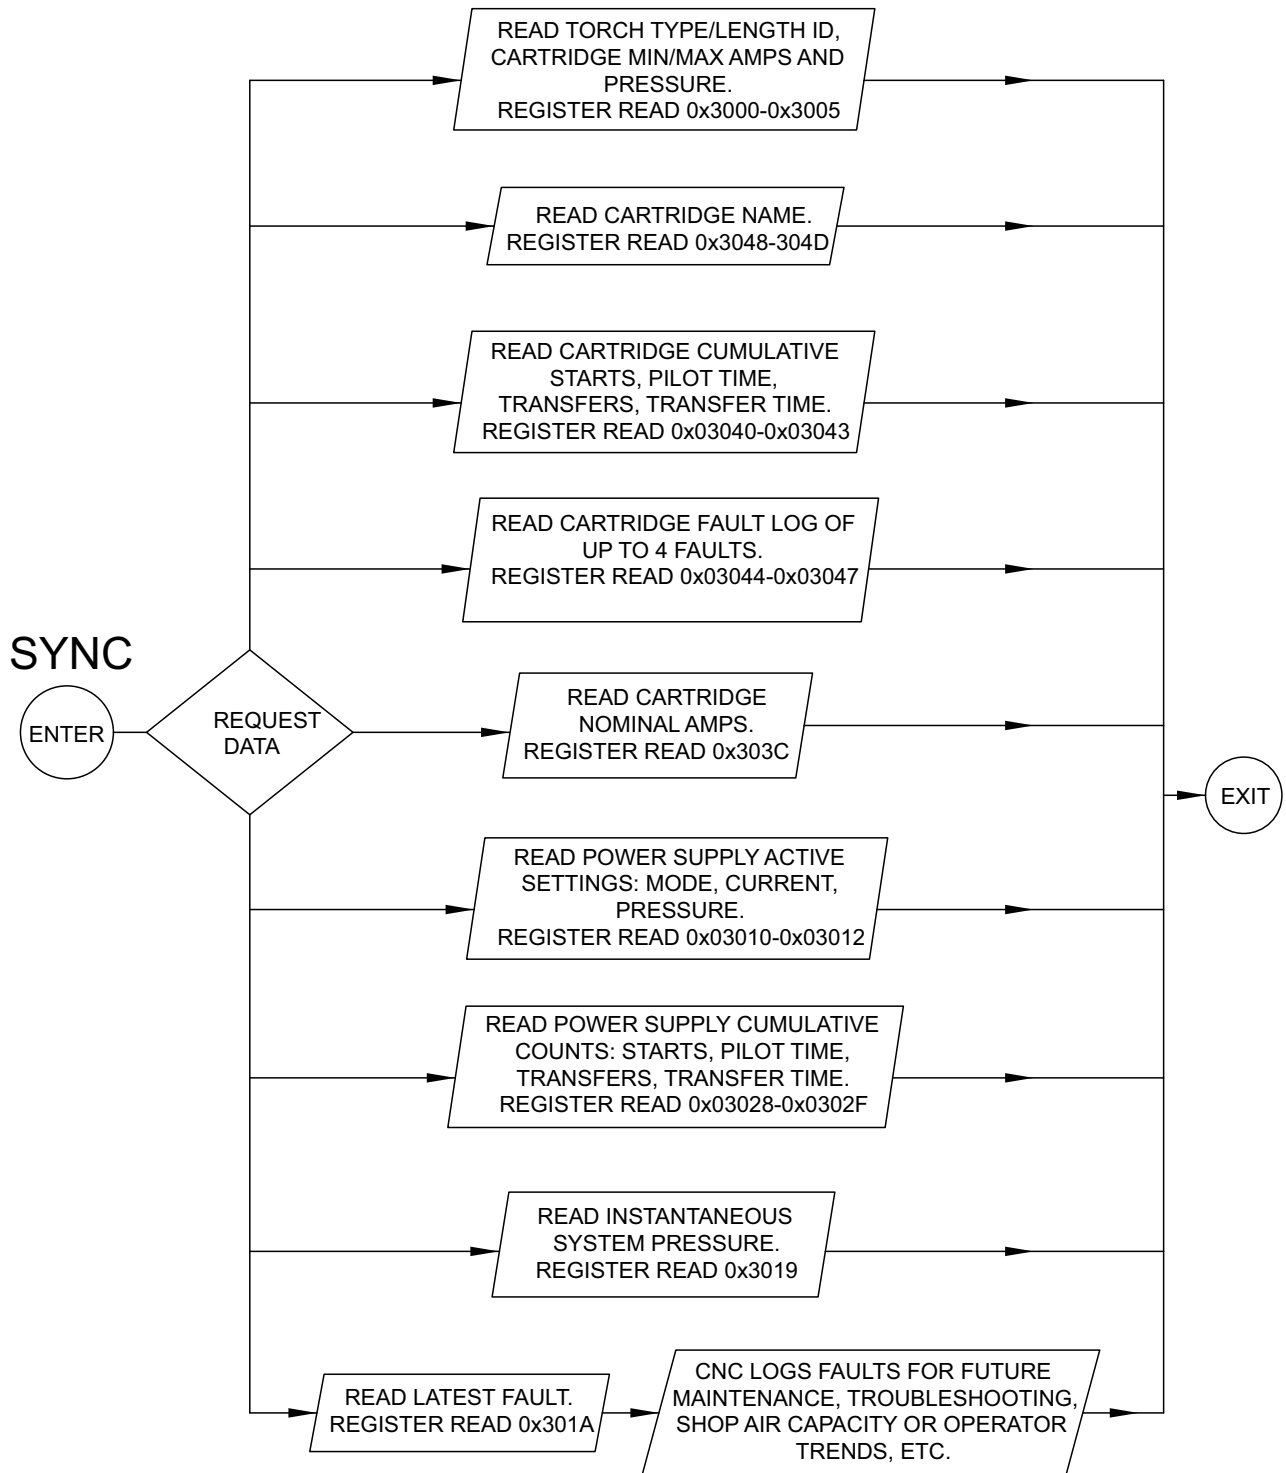 READ TORCH TYPE/LENGTH ID,
CARTRIDGE MIN/MAX AMPS AND
PRESSURE.
REGISTER READ 0x3000-0x3005
READ CARTRIDGE NAME.
REGISTER READ 0x3048-304D
READ CARTRIDGE CUMULATIVE
STARTS, PILOT TIME,
TRANSFERS, TRANSFER TIME.
REGISTER READ 0x03040-0x03043
READ CARTRIDGE FAULT LOG OF
UP TO 4 FAULTS.
REGISTER READ 0x03044-0x03047
SYNC
ENTER
REQUEST
DATA
READ CARTRIDGE
NOMINAL AMPS.
REGISTER READ 0x303C
EXIT
READ POWER SUPPLY ACTIVE
SETTINGS: MODE, CURRENT,
PRESSURE.
REGISTER READ 0x03010-0x03012
READ POWER SUPPLY CUMULATIVE
COUNTS: STARTS, PILOT TIME,
TRANSFERS, TRANSFER TIME.
REGISTER READ 0x03028-0x0302F
READ INSTANTANEOUS
SYSTEM PRESSURE.
REGISTER READ 0x3019
READ LATEST FAULT.
REGISTER READ 0x301A
CNC LOGS FAULTS FOR FUTURE
MAINTENANCE, TROUBLESHOOTING,
SHOP AIR CAPACITY OR OPERATOR
TRENDS, ETC.